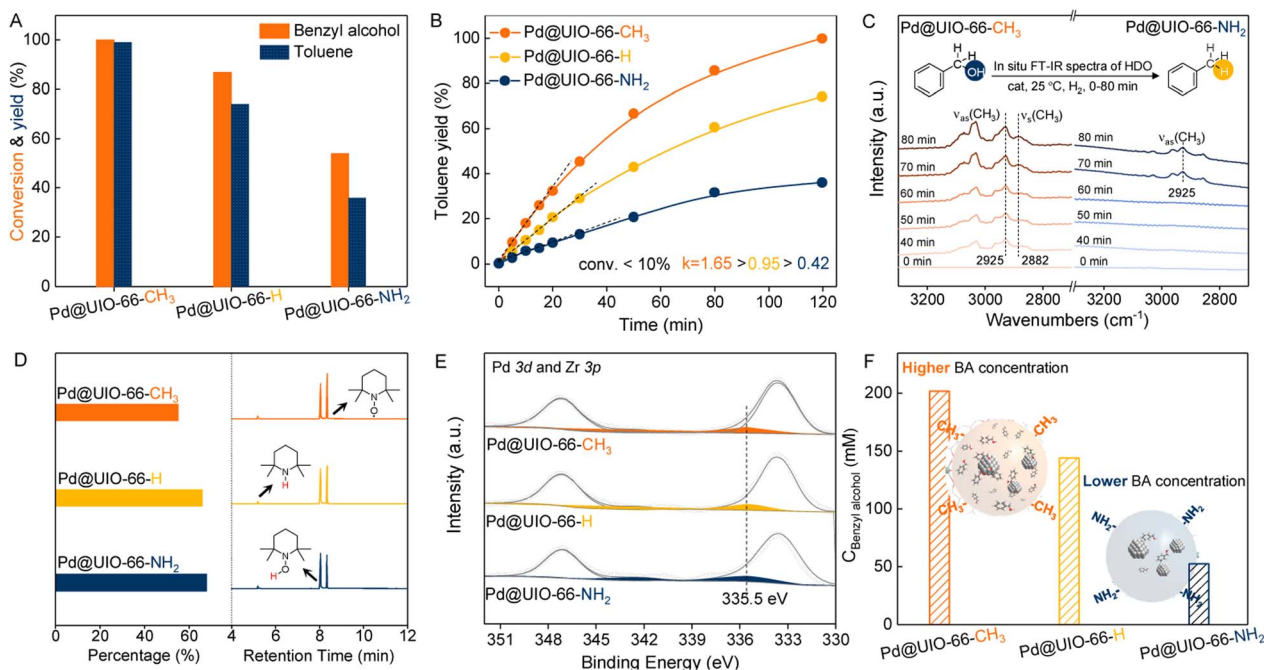 A
Benzyl alcohol
Toluene
Conversion & yield (%)
100
80
60
40
20
0
Pd@UIO-66-CH3
Pd@UIO-66-H
Pd@UIO-66-NH2
B
Pd@UIO-66-CH3
Pd@UIO-66-H
Pd@UIO-66-NH2
Toluene yield (%)
100
80
60
40
20
0
conv. < 10% k=1.65 >0.95 >0.42
0 20 40 60 80 100 120
Time (min)
C
Pd@UIO-66-CH3
Pd@UIO-66-NH2
H
C H
OH
In situ FT-IR spectra of HDO
cat, 25 °C, H2, 0-80 min
H
C H
H
Intensity (a.u.)
νas(CH3) νs(CH3)
80 min
70 min
60 min
50 min
40 min
0 min
2925 2882
νas(CH3)
80 min
70 min
2925
60 min
50 min
40 min
0 min
3200 3000 2800 3200 3000 2800
Wavenumbers (cm-1)
D
Pd@UIO-66-CH3
N
O
Pd@UIO-66-H
N
H
Pd@UIO-66-NH2
N
H O
0 20 40 60 4 6 8 10 12
Percentage (%) Retention Time (min)
E
Pd 3d and Zr 3p
Intensity (a.u.)
Pd@UIO-66-CH3
Pd@UIO-66-H
Pd@UIO-66-NH2
335.5 eV
351 348 345 342 339 336 333 330
Binding Energy (eV)
F
Higher BA concentration
CBenzyl alcohol (mM)
200
150
100
50
0
CH3
CH3
CH3
CH3
Lower BA concentration
NH2
NH2
NH2
NH2
Pd@UIO-66-CH3
Pd@UIO-66-H
Pd@UIO-66-NH2